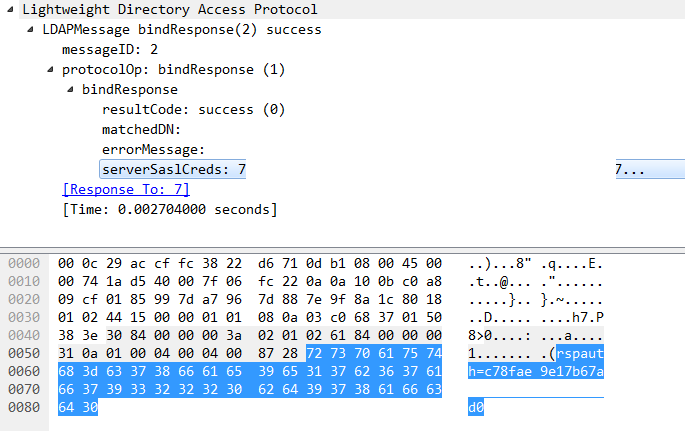 Lightweight Directory Access Protocol
LDAPMessage bindResponse(2) success
messageID: 2
protocolOp: bindResponse (1)
bindResponse
resultCode: success (0)
matchedDN:
errorMessage:
serverSaslCreds: 7 7...
[Response To: 7]
[Time: 0.002704000 seconds]
0000 00 0c 29 ac cf fc 38 22 d6 71 0d b1 08 00 45 00 ..)...8" .q....E.
0010 00 74 1a d5 40 00 7f 06 fc 22 0a 0a 10 0b c0 a8 .t..@... ."......
0020 09 cf 01 85 99 7d a7 96 7d 88 7e 9f 8a 1c 80 18 .....}.. }.~.....
0030 01 02 44 15 00 00 01 01 08 0a 03 c0 68 37 01 50 ..D..... ....h7.P
0040 38 3e 30 84 00 00 00 3a 02 01 02 61 84 00 00 00 8>0....: ...a....
0050 31 0a 01 00 04 00 04 00 87 28 72 73 70 61 75 74 1....... .(rspaut
0060 68 3d 63 37 38 66 61 65 39 65 31 37 62 36 37 61 h=c78fae 9e17b67a
0070 66 37 39 33 32 32 32 30 62 64 39 37 38 61 66 63
0080 64 30 d0